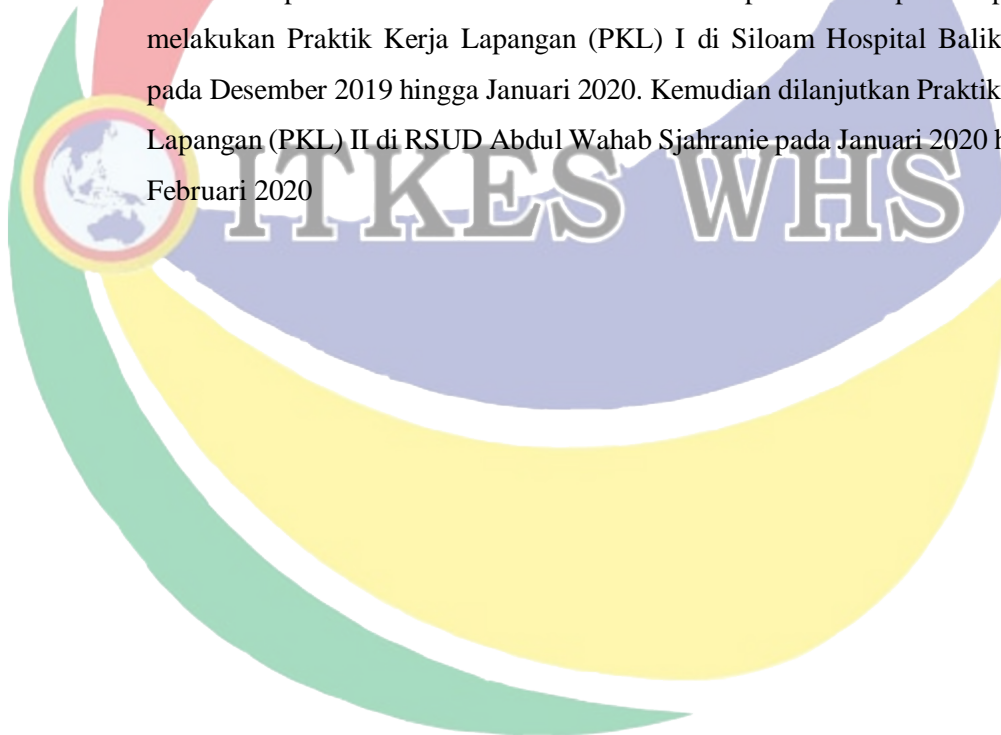 melakukan Praktik Kerja Lapangan (PKL) I di Siloam Hospital Balik
pada Desember 2019 hingga Januari 2020. Kemudian dilanjutkan Praktik
Lapangan (PKL) II di RSUD Abdul Wahab Sjahranie pada Januari 2020
Februari 2020
ITKES WHS